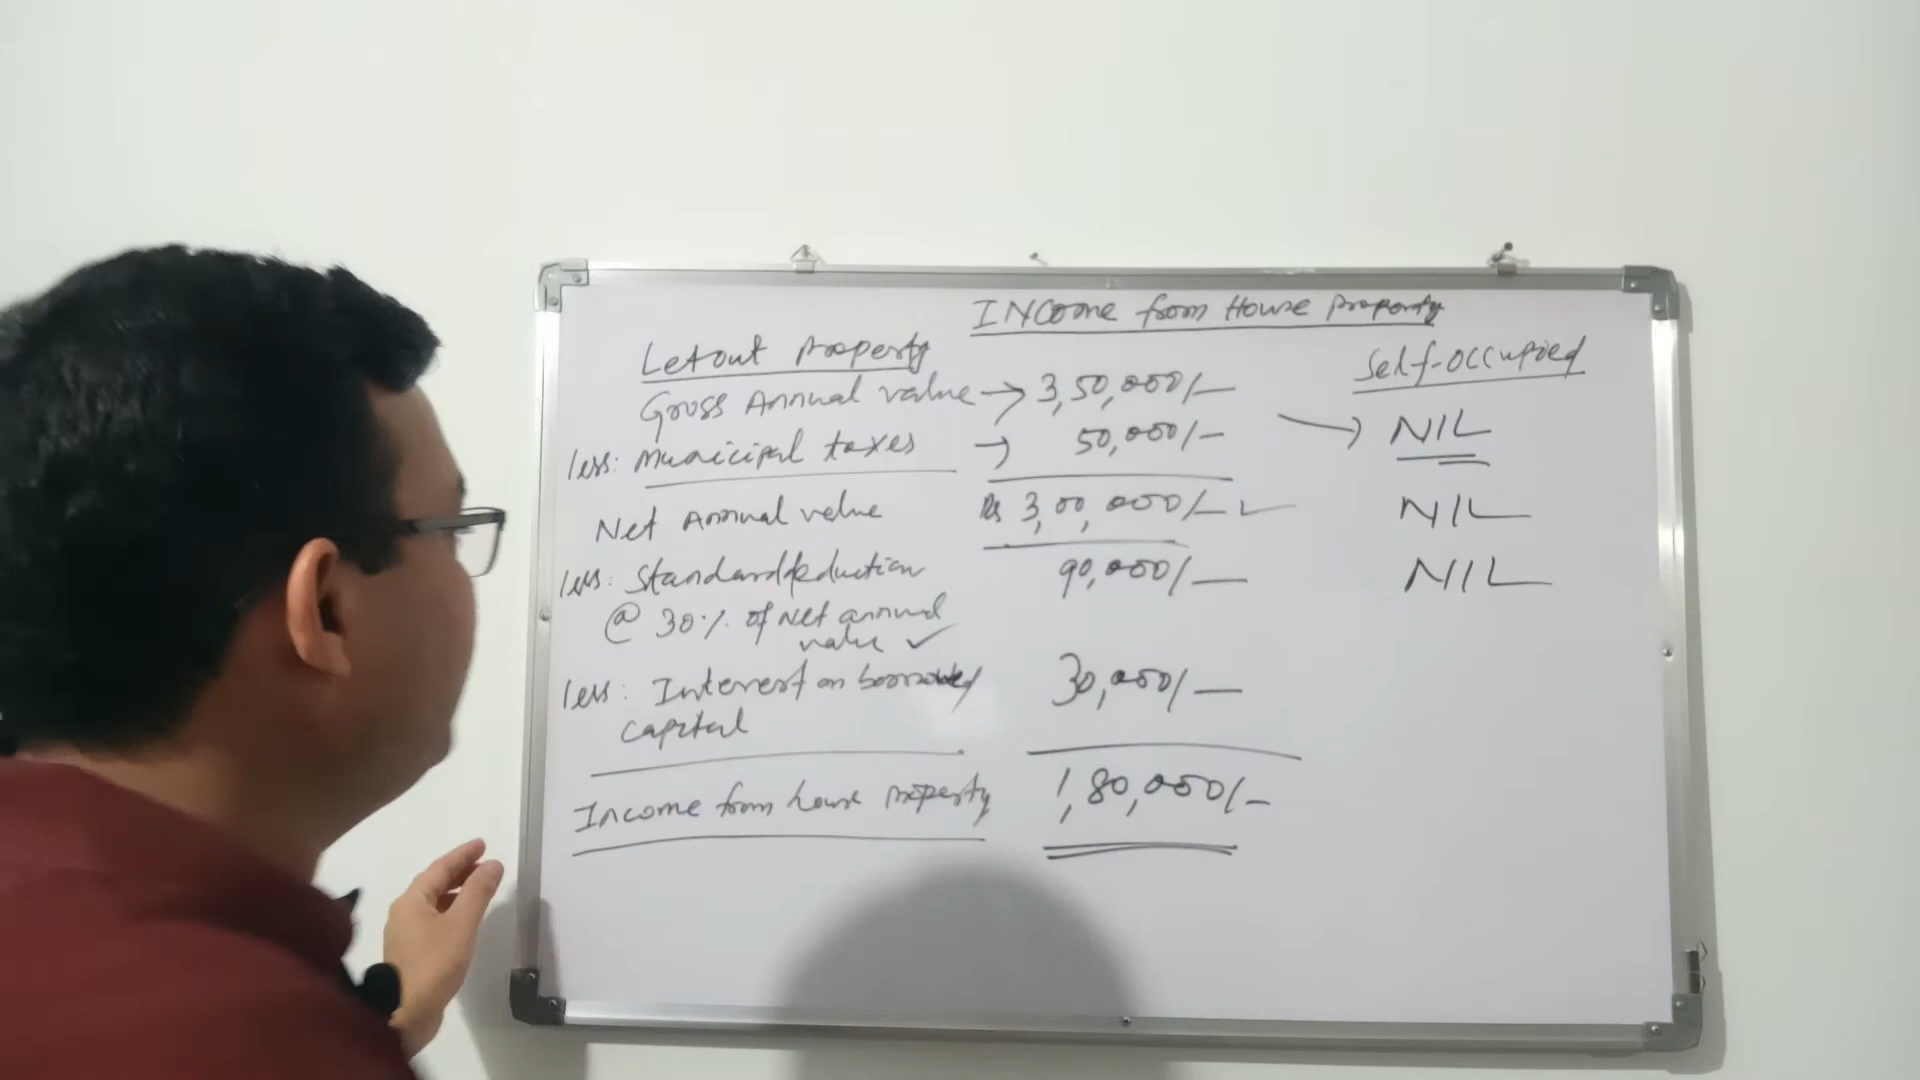 INCome from House property
Letout property
Self-occupied
Gross Annual value → 3,50,000/-
less: Municipal taxes → 50,000/- → NIL
Net Annual value Rs 3,00,000/- ✓ NIL
less: Standard deduction 90,000/- NIL
@ 30% of Net annual
value ✓
less: Interest on borrowed 30,000/-
capital
Income from house property 1,80,000/-